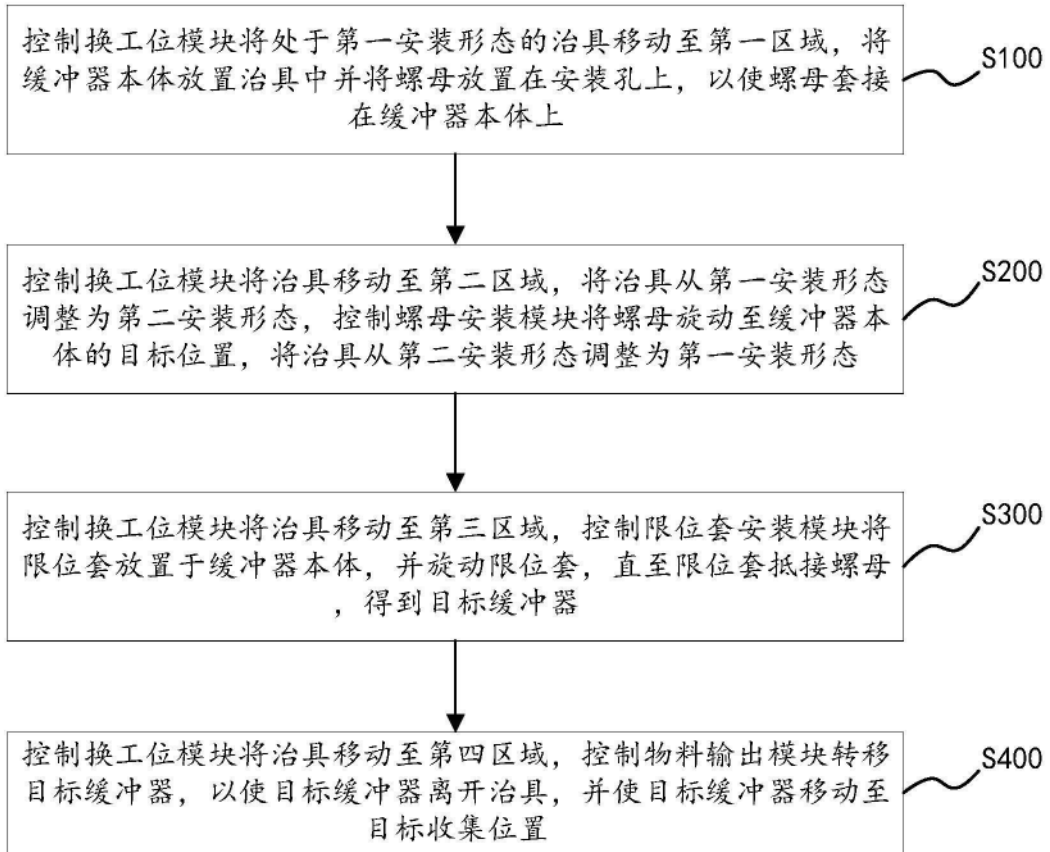 控制换工位模块将处于第一安装形态的治具移动至第一区域，将
缓冲器本体放置治具中并将螺母放置在安装孔上，以使螺母套接
在缓冲器本体上
S100
控制换工位模块将治具移动至第二区域，将治具从第一安装形态
调整为第二安装形态，控制螺母安装模块将螺母旋动至缓冲器本
体的目标位置，将治具从第二安装形态调整为第一安装形态
S200
控制换工位模块将治具移动至第三区域，控制限位套安装模块将
限位套放置于缓冲器本体，并旋动限位套，直至限位套抵接螺母
，得到目标缓冲器
S300
控制换工位模块将治具移动至第四区域，控制物料输出模块转移
目标缓冲器，以使目标缓冲器离开治具，并使目标缓冲器移动至
目标收集位置
S400